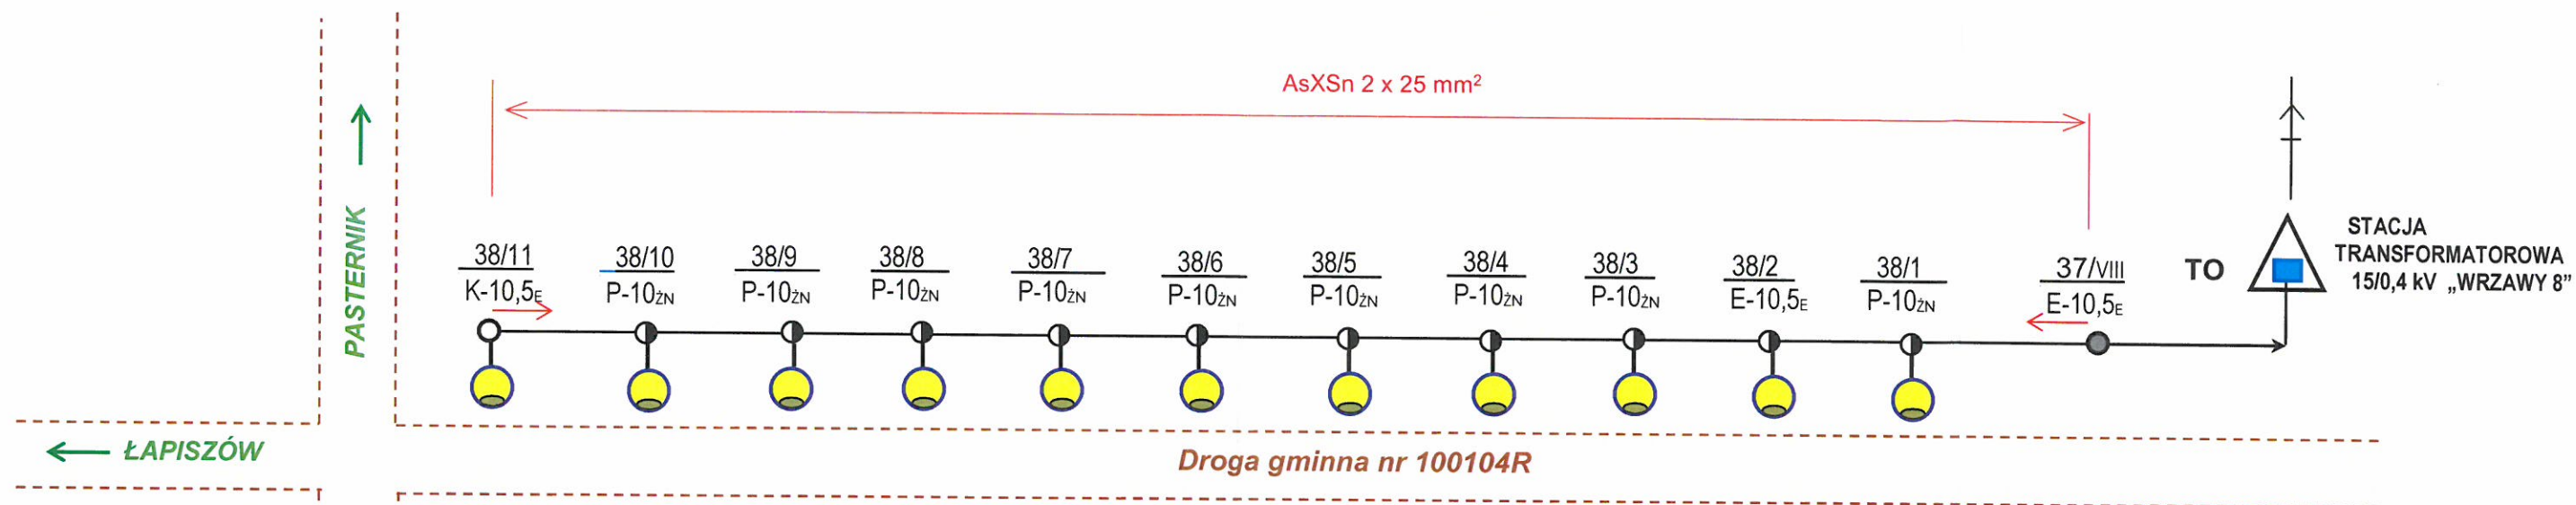 AsXSn 2 x 25 mm²
PASTERNIK
38/11
K-10,5E
38/10
P-10ŻN
38/9
P-10ŻN
38/8
P-10ŻN
38/7
P-10ŻN
38/6
P-10ŻN
38/5
P-10ŻN
38/4
P-10ŻN
38/3
P-10ŻN
38/2
E-10,5E
38/1
P-10ŻN
37/VIII
E-10,5E
TO
STACJA
TRANSFORMATOROWA
15/0,4 kV „WRZAWY 8”
ŁAPISZÓW
Droga gminna nr 100104R